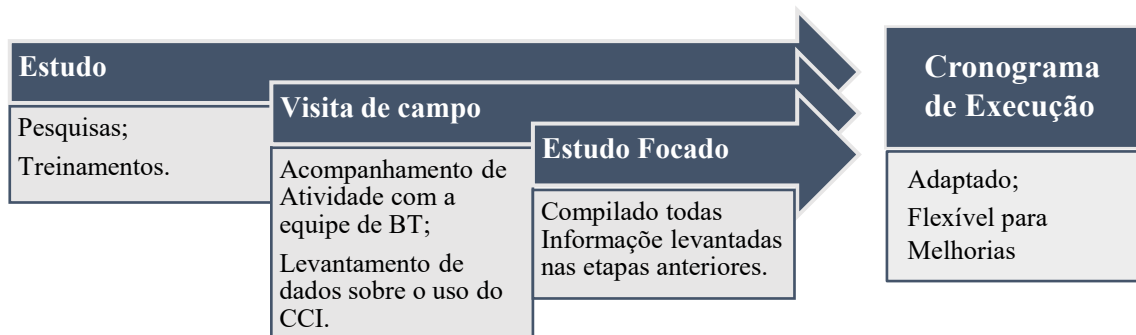 Estudo
Pesquisas;
Treinamentos.
Visita de campo
Acompanhamento de
Atividade com a
equipe de BT;
Levantamento de
dados sobre o uso do
CCI.
Estudo Focado
Compilado todas
Informaçõe levantadas
nas etapas anteriores.
Cronograma
de Execução
Adaptado;
Flexível para
Melhorias